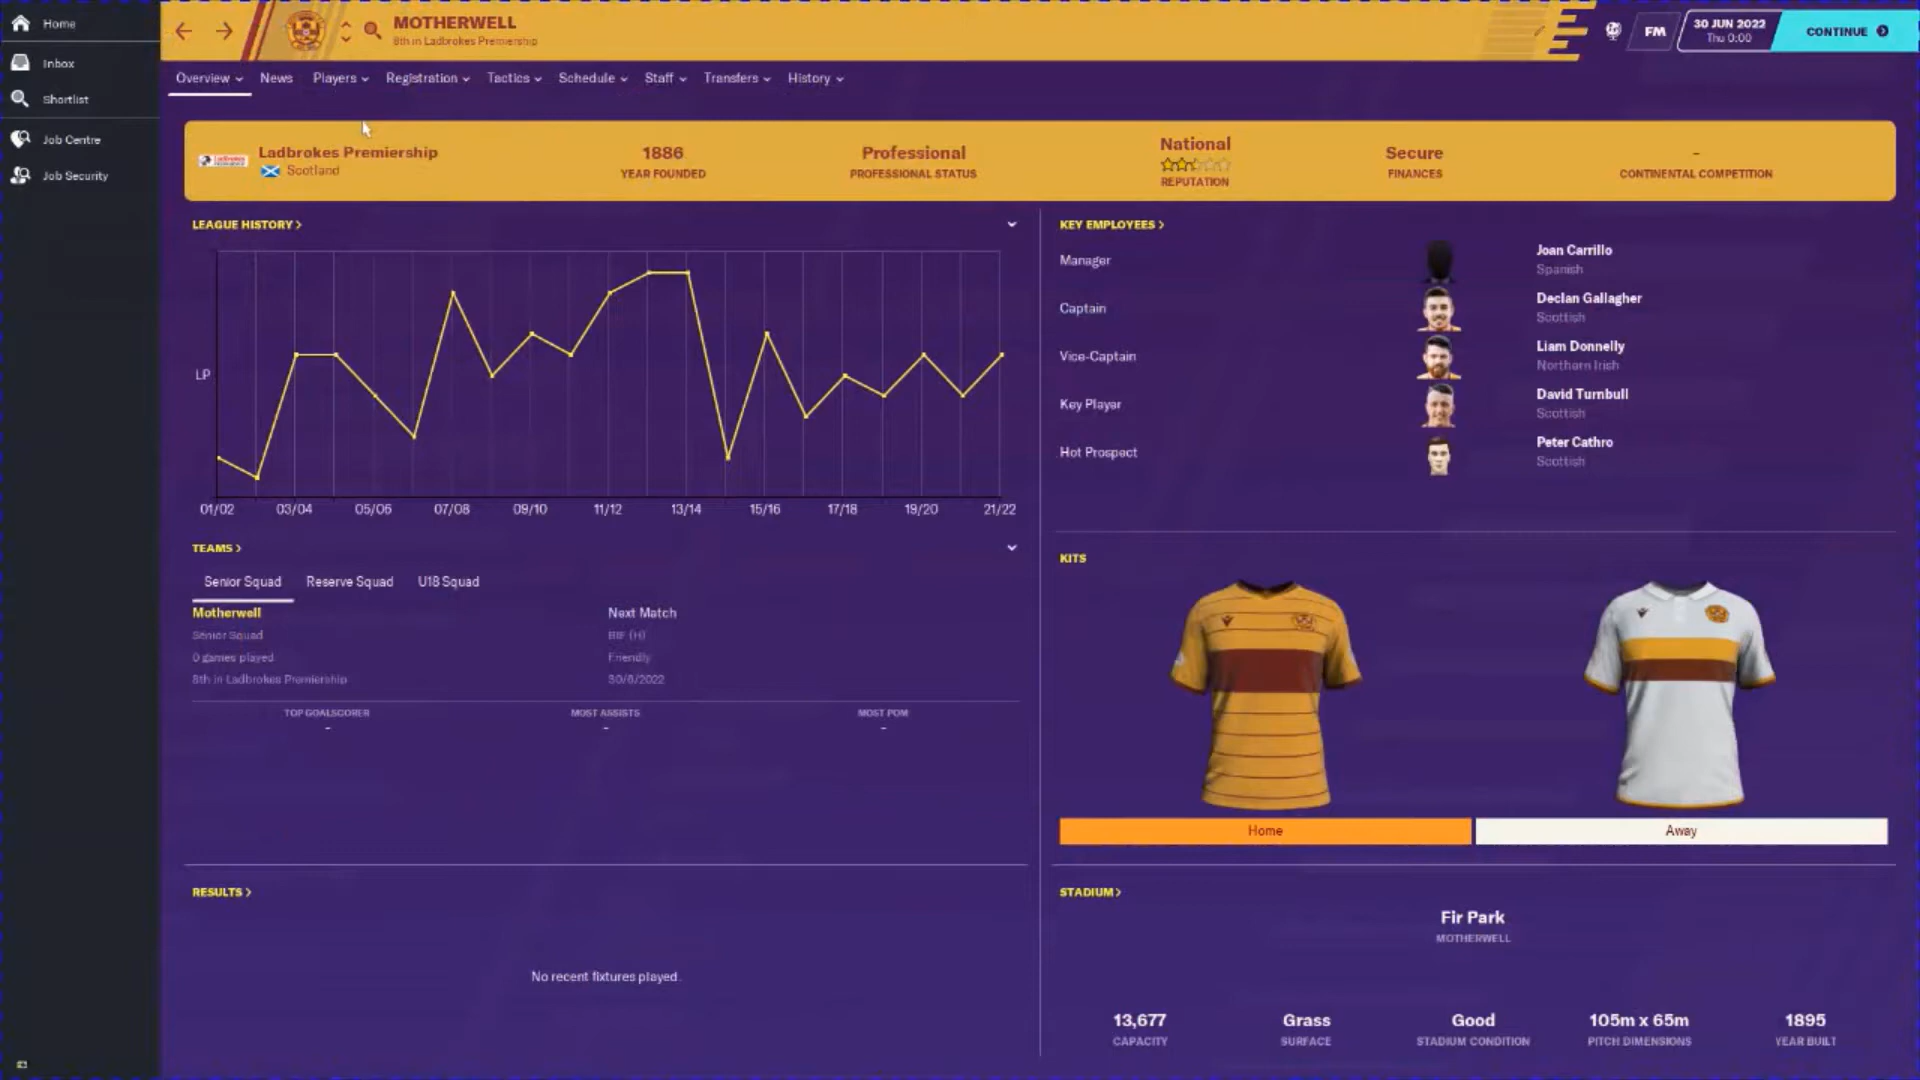 Home
Inbox
Shortlist
Job Centre
Job Security
MOTHERWELL
8th in Ladbrokes Premiership
FM
30 JUN 2022
Thu 0:00
CONTINUE
Overview
News
Players
Registration
Tactics
Schedule
Staff
Transfers
History
Ladbrokes Premiership
Scotland
1886
YEAR FOUNDED
Professional
PROFESSIONAL STATUS
National
REPUTATION
Secure
FINANCES
-
CONTINENTAL COMPETITION
LEAGUE HISTORY >
LP
01/02 03/04 05/06 07/08 09/10 11/12 13/14 15/16 17/18 19/20 21/22
KEY EMPLOYEES >
Manager
Joan Carrillo
Spanish
Captain
Declan Gallagher
Scottish
Vice-Captain
Liam Donnelly
Northern Irish
Key Player
David Turnbull
Scottish
Hot Prospect
Peter Cathro
Scottish
TEAMS >
Senior Squad
Reserve Squad
U18 Squad
Motherwell
Senior Squad
0 games played
8th in Ladbrokes Premiership
Next Match
BIF (H)
Friendly
30/6/2022
TOP GOALSCORER
-
MOST ASSISTS
-
MOST POM
-
KITS
Home
Away
RESULTS >
No recent fixtures played.
STADIUM >
Fir Park
MOTHERWELL
13,677
CAPACITY
Grass
SURFACE
Good
STADIUM CONDITION
105m x 65m
PITCH DIMENSIONS
1895
YEAR BUILT